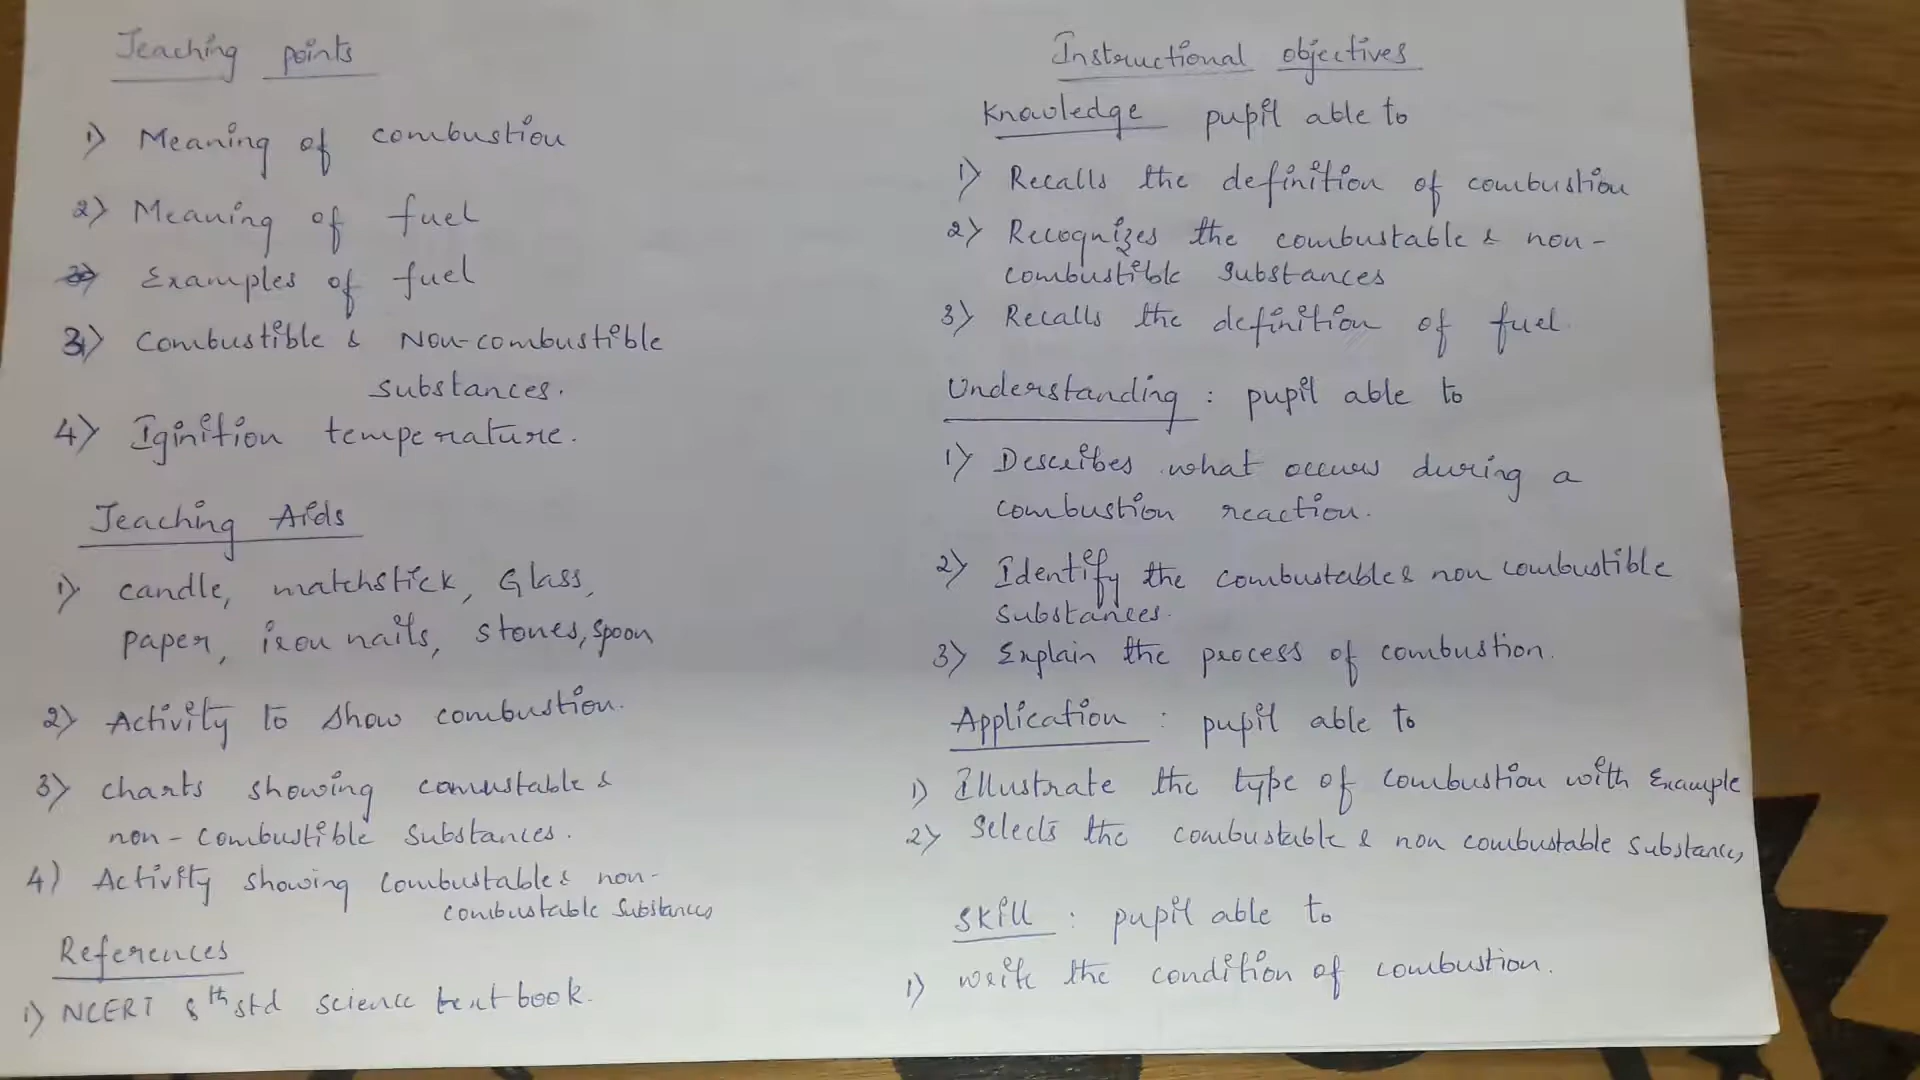 Teaching points
1) Meaning of combustion
2) Meaning of fuel
Examples of fuel
3) Combustible & Non-combustible
substances.
4) Iginition temperature.
Teaching Aids
1) candle, matchstick, Glass,
paper, iron nails, stones, spoon
2) Activity to show combustion.
3) charts showing comustable &
non-combustible substances.
4) Activity showing combustable & non-
combustable substances
References
1) NCERT 8th std science text book.
Instructional objectives
Knowledge pupil able to
1) Recalls the definition of combustion
2) Recognizes the combustable & non-
combustible substances
3) Recalls the definition of fuel.
Understanding : pupil able to
1) Describes what occurs during a
combustion reaction.
2) Identify the combustable & non combustible
substances.
3) Explain the process of combustion.
Application : pupil able to
1) Illustrate the type of combustion with Example
2) Selects the combustable & non combustable substances
Skill : pupil able to
1) write the condition of combustion.